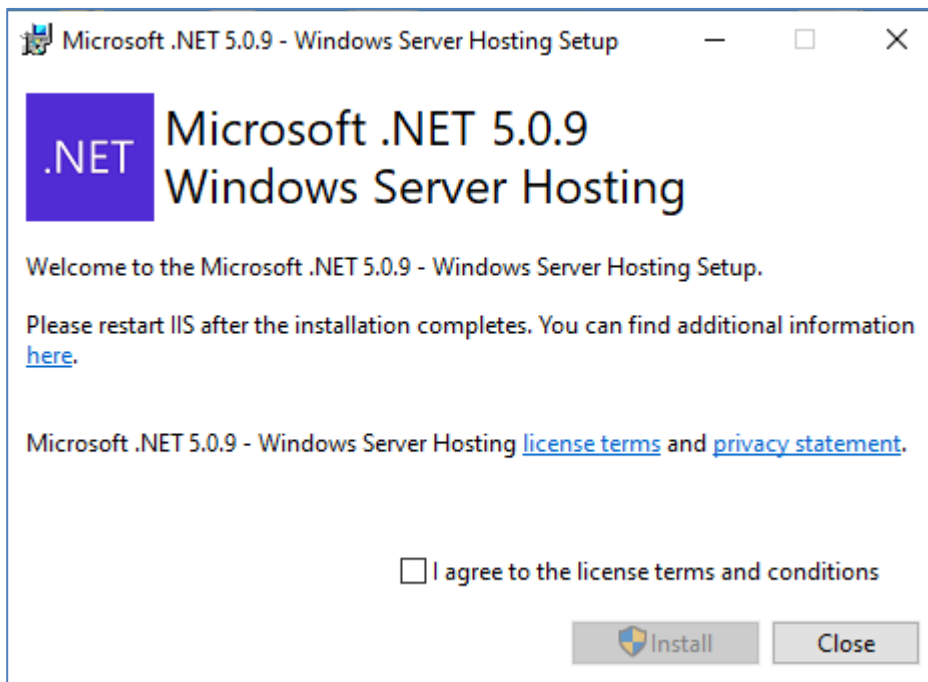 Microsoft .NET 5.0.9 - Windows Server Hosting Setup
.NET
Microsoft .NET 5.0.9
Windows Server Hosting
Welcome to the Microsoft .NET 5.0.9 - Windows Server Hosting Setup.
Please restart IIS after the installation completes. You can find additional information
here.
Microsoft .NET 5.0.9 - Windows Server Hosting license terms and privacy statement.
I agree to the license terms and conditions
Install
Close